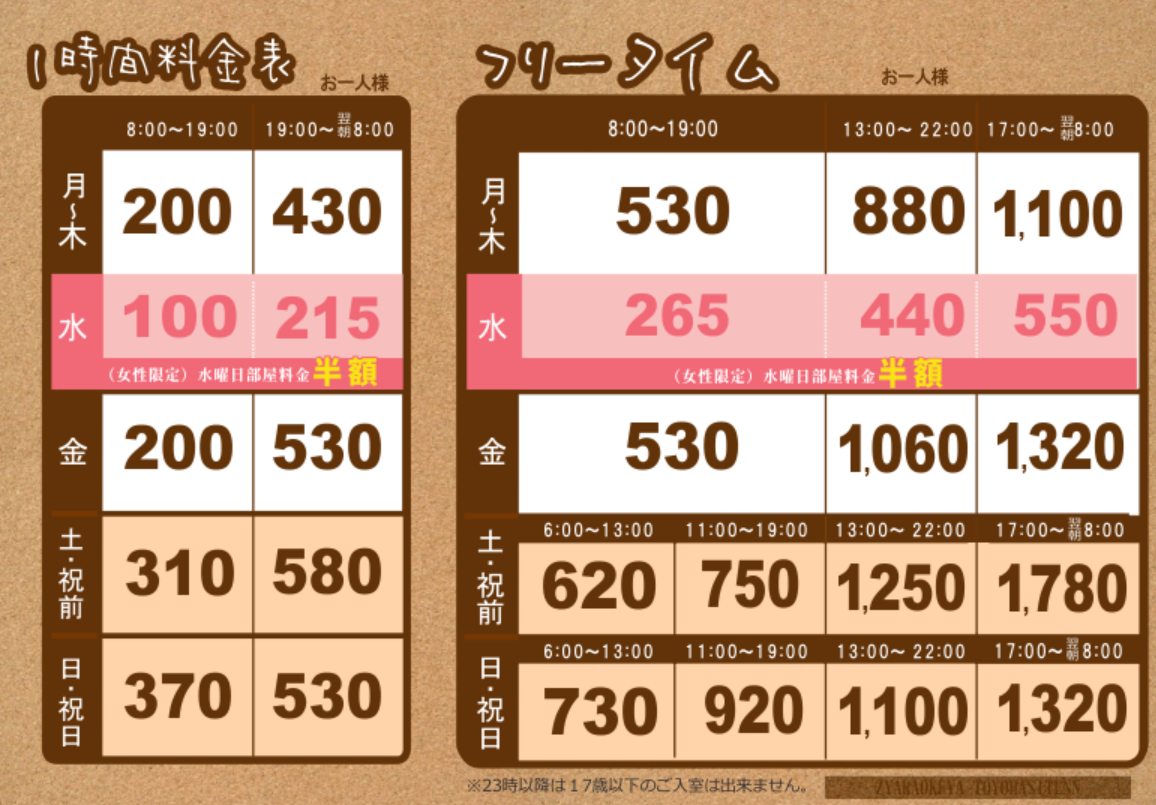 1時間料金表
お一人様
8:00〜19:00 19:00〜翌朝8:00
月〜木 200 430
水 100 215
（女性限定）水曜日部屋料金半額
金 200 530
土・祝前 310 580
日・祝日 370 530
フリータイム
お一人様
8:00〜19:00 13:00〜 22:00 17:00〜 翌朝8:00
月〜木 530 880 1,100
水 265 440 550
（女性限定）水曜日部屋料金半額
金 530 1,060 1,320
6:00〜13:00 11:00〜19:00 13:00〜 22:00 17:00〜翌朝8:00
土・祝前 620 750 1,250 1,780
6:00〜13:00 11:00〜19:00 13:00〜 22:00 17:00〜翌朝8:00
日・祝日 730 920 1,100 1,320
※23時以降は１7歳以下のご入室は出来ません。